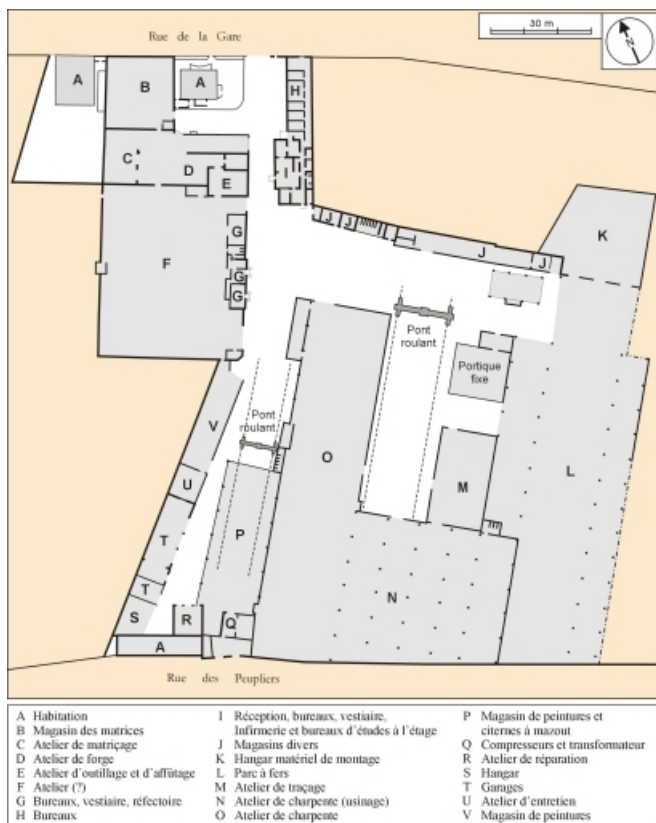 Rue de la Gare
30 m
N
A
B
A
H
C
D
E
I
G
F
G
G
J
J
J
J
K
Pont
roulant
Portique
fixe
V
Pont
roulant
O
L
U
M
P
T
N
T
S
R
Q
A
Rue des Peupliers
A Habitation
B Magasin des matrices
C Atelier de matriçage
D Atelier de forge
E Atelier d'outillage et d'affûtage
F Atelier (?)
G Bureaux, vestiaire, réfectoire
H Bureaux
I Réception, bureaux, vestiaire,
Infirmerie et bureaux d'études à l'étage
J Magasins divers
K Hangar matériel de montage
L Parc à fers
M Atelier de traçage
N Atelier de charpente (usinage)
O Atelier de charpente
P Magasin de peintures et
citernes à mazout
Q Compresseurs et transformateur
R Atelier de réparation
S Hangar
T Garages
U Atelier d'entretien
V Magasin de peintures